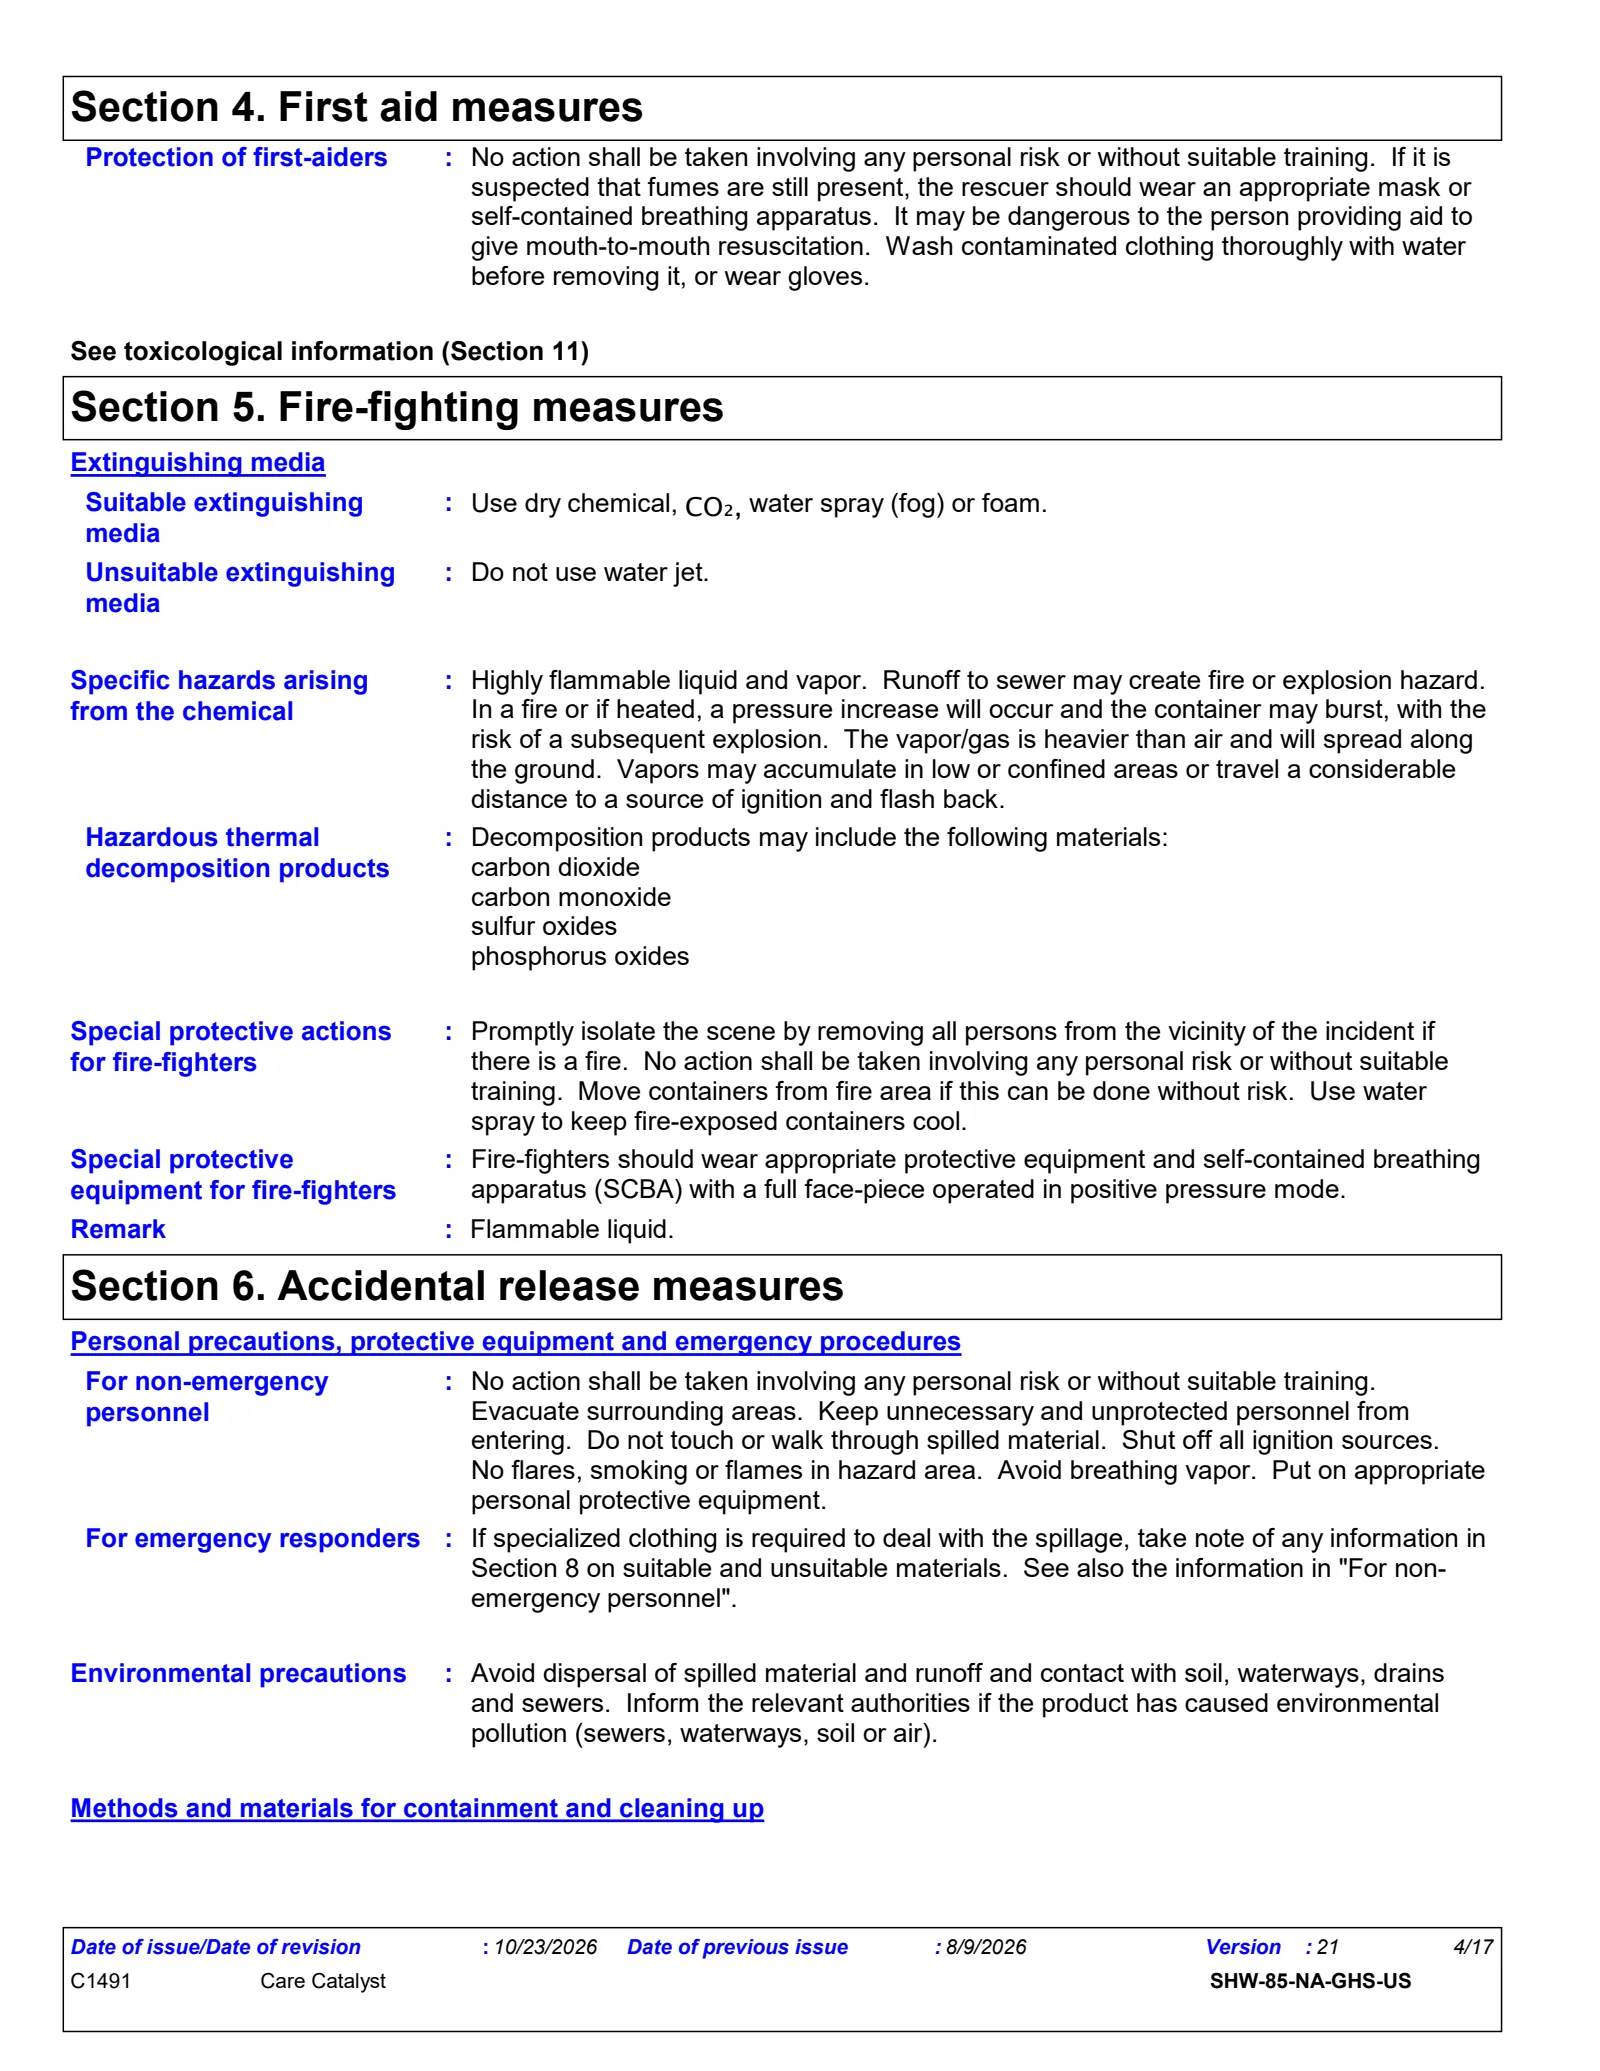 Section 4. First aid measures
Protection of first-aiders : No action shall be taken involving any personal risk or without suitable training.  If it is
suspected that fumes are still present, the rescuer should wear an appropriate mask or
self-contained breathing apparatus.  It may be dangerous to the person providing aid to
give mouth-to-mouth resuscitation.  Wash contaminated clothing thoroughly with water
before removing it, or wear gloves.
See toxicological information (Section 11)
Section 5. Fire-fighting measures
Extinguishing media
Suitable extinguishing : Use dry chemical, CO₂, water spray (fog) or foam.
media
Unsuitable extinguishing : Do not use water jet.
media
Specific hazards arising : Highly flammable liquid and vapor.  Runoff to sewer may create fire or explosion hazard.
from the chemical In a fire or if heated, a pressure increase will occur and the container may burst, with the
risk of a subsequent explosion.  The vapor/gas is heavier than air and will spread along
the ground.  Vapors may accumulate in low or confined areas or travel a considerable
distance to a source of ignition and flash back.
Hazardous thermal : Decomposition products may include the following materials:
decomposition products carbon dioxide
carbon monoxide
sulfur oxides
phosphorus oxides
Special protective actions : Promptly isolate the scene by removing all persons from the vicinity of the incident if
for fire-fighters there is a fire.  No action shall be taken involving any personal risk or without suitable
training.  Move containers from fire area if this can be done without risk.  Use water
spray to keep fire-exposed containers cool.
Special protective : Fire-fighters should wear appropriate protective equipment and self-contained breathing
equipment for fire-fighters apparatus (SCBA) with a full face-piece operated in positive pressure mode.
Remark : Flammable liquid.
Section 6. Accidental release measures
Personal precautions, protective equipment and emergency procedures
For non-emergency : No action shall be taken involving any personal risk or without suitable training.
personnel Evacuate surrounding areas.  Keep unnecessary and unprotected personnel from
entering.  Do not touch or walk through spilled material.  Shut off all ignition sources.
No flares, smoking or flames in hazard area.  Avoid breathing vapor.  Put on appropriate
personal protective equipment.
For emergency responders : If specialized clothing is required to deal with the spillage, take note of any information in
Section 8 on suitable and unsuitable materials.  See also the information in "For non-
emergency personnel".
Environmental precautions : Avoid dispersal of spilled material and runoff and contact with soil, waterways, drains
and sewers.  Inform the relevant authorities if the product has caused environmental
pollution (sewers, waterways, soil or air).
Methods and materials for containment and cleaning up
Date of issue/Date of revision : 10/23/2026 Date of previous issue : 8/9/2026 Version : 21 4/17
C1491 Care Catalyst SHW-85-NA-GHS-US